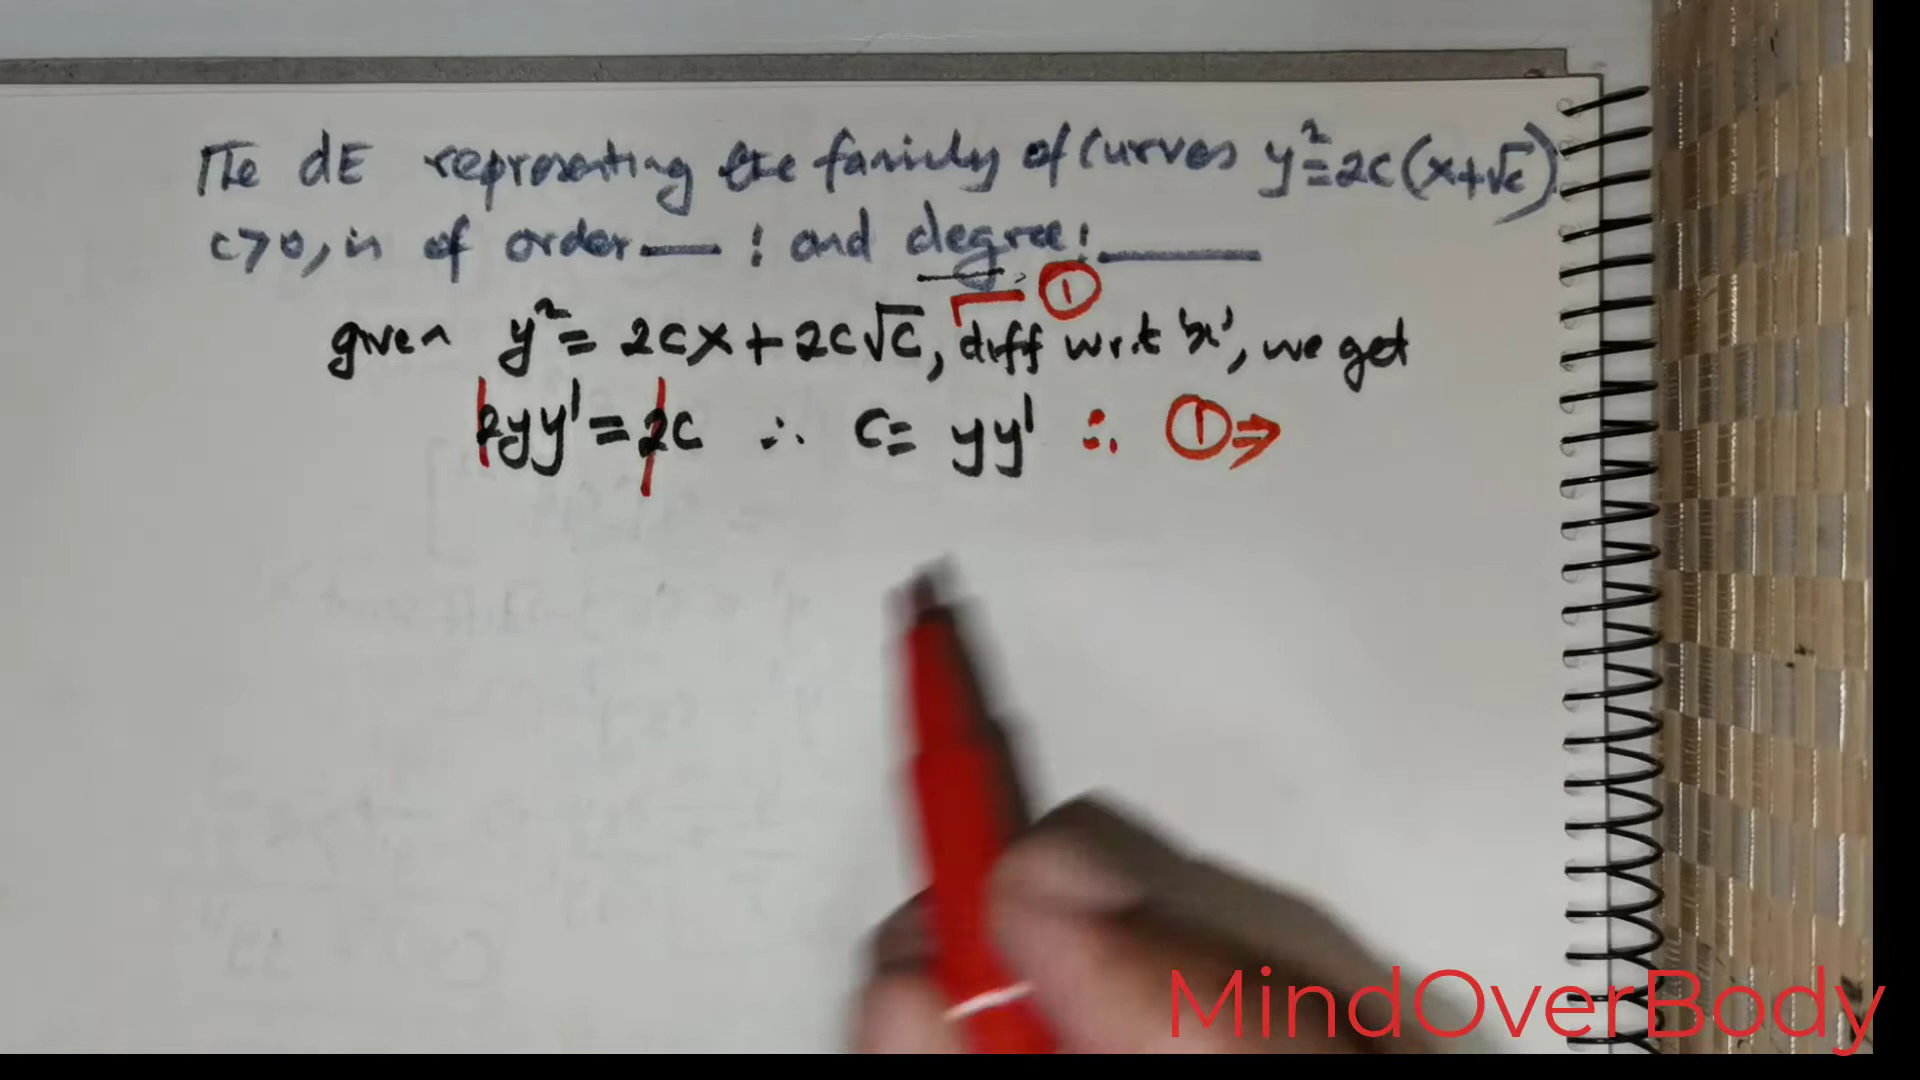 The dE representing the family of Curves y²=2c(x+√c)
c>0, is of order ___ ! and degree! ___
①
given y² = 2cx + 2c√c, diff w.r.t 'x', we get
2yy' = 2c ∴ c = yy' ∴ ① ⇒
MindOverBody